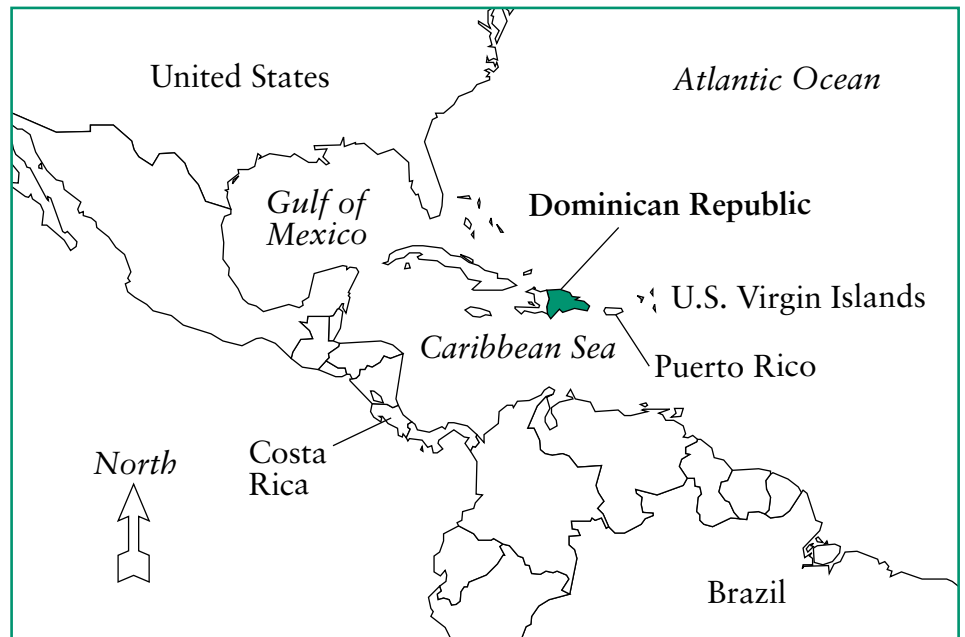 United States
Atlantic Ocean
Gulf of
Mexico
Dominican Republic
U.S. Virgin Islands
Caribbean Sea
Puerto Rico
Costa
Rica
North
Brazil